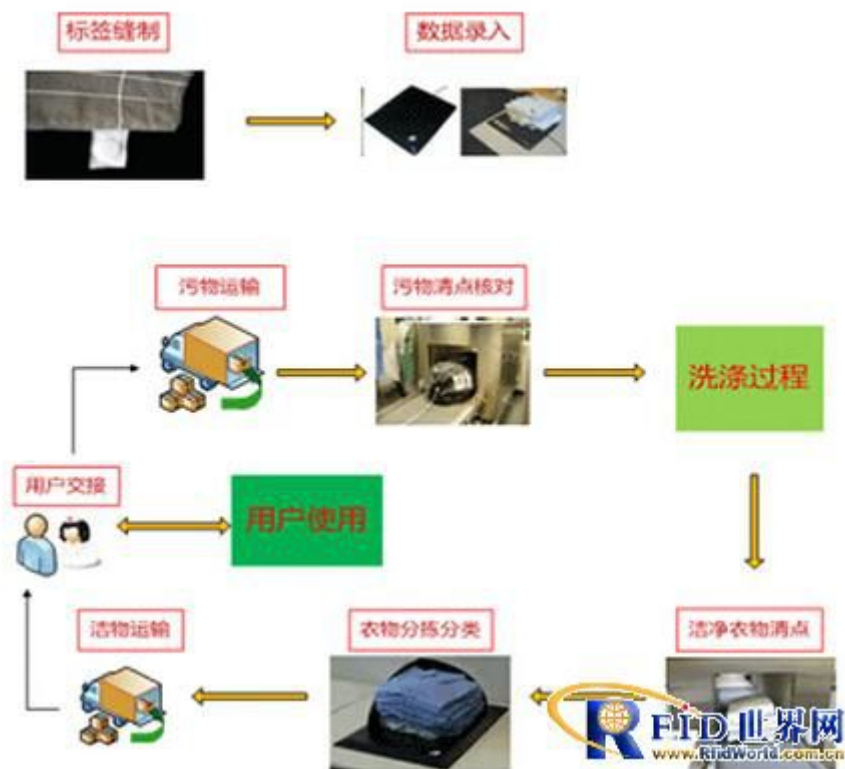 标签缝制
数据录入
污物运输
污物清点核对
洗涤过程
用户交接
用户使用
洁物运输
衣物分拣分类
洁净衣物清点
RFID世界网
www.RfidWorld.com.cn